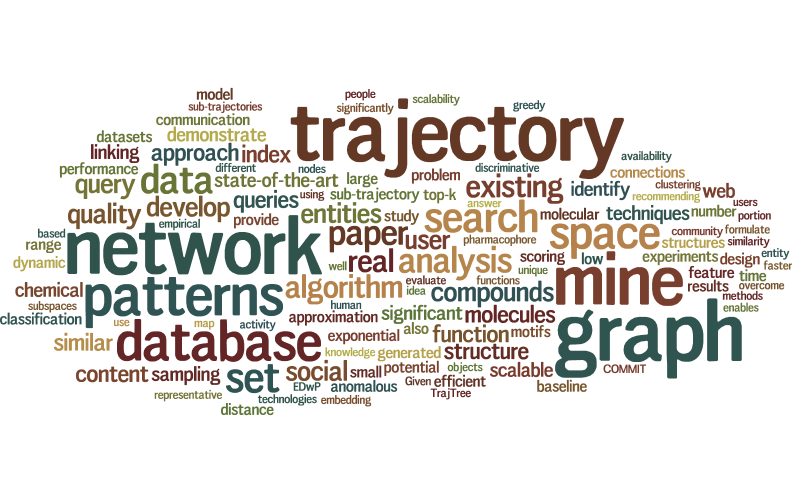 model
people
sub-trajectories
significantly
scalability
greedy
communication
trajectory
datasets
demonstrate
linking
approach
index
availability
performance
different
nodes
problem
discriminative
connections
query
data
state-of-the-art
large
existing
identify
clustering
web
queries
using
sub-trajectory
top-k
recommending
users
quality
develop
entities
study
answer
search
molecular
techniques
number
portion
empirical
provide
based
network
paper
user
pharmacophore
space
community
formulate
range
structures
similarity
dynamic
well
real
analysis
scoring
low
experiments
design
entity
unique
mine
feature
time
faster
chemical
patterns
algorithm
evaluate
functions
compounds
results
overcome
idea
methods
subspaces
human
enables
classification
use
map
activity
approximation
significant
molecules
graph
similar
database
exponential
also
function
motifs
knowledge
generated
structure
content
sampling
set
social
small
potential
objects
scalable
COMMIT
EDwP
anomalous
Given
efficient
baseline
representative
technologies
embedding
TrajTree
distance